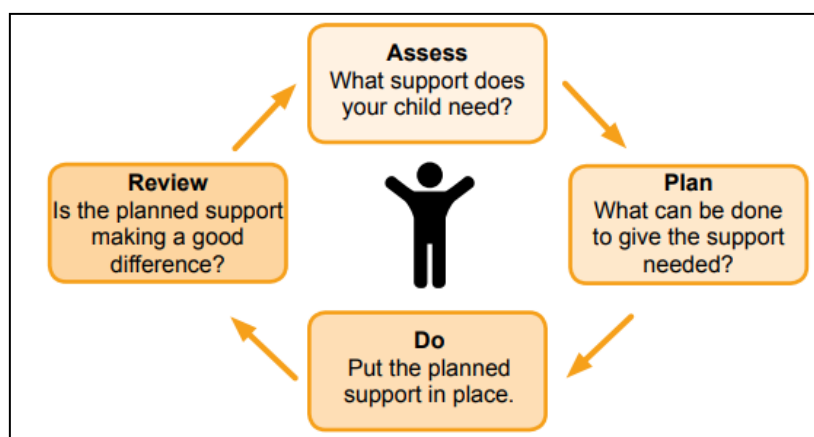 Assess
What support does
your child need?
Plan
What can be done
to give the support
needed?
Do
Put the planned
support in place.
Review
Is the planned support
making a good
difference?